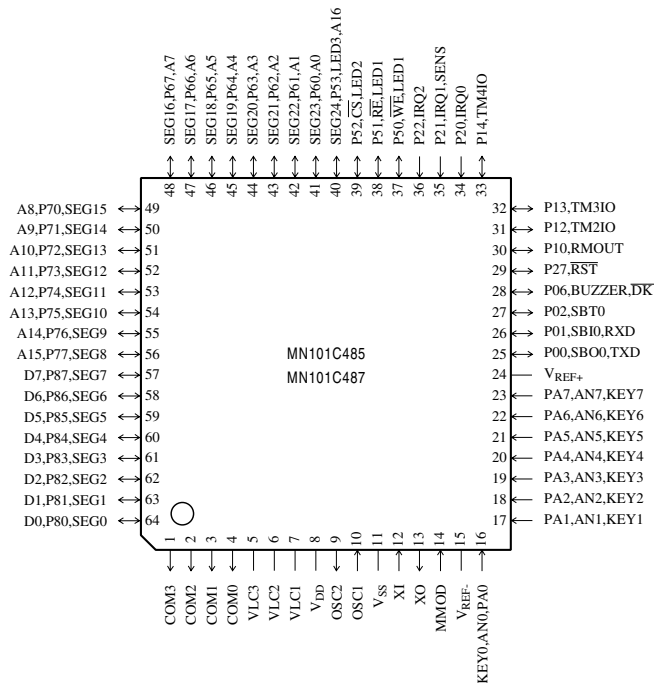 SEG16,P67,A7
SEG17,P66,A6
SEG18,P65,A5
SEG19,P64,A4
SEG20,P63,A3
SEG21,P62,A2
SEG22,P61,A1
SEG23,P60,A0
SEG24,P53,LED3,A16
P52,C̅S̅,LED2
P51,R̅E̅,LED1
P50,W̅E̅,LED1
P22,IRQ2
P21,IRQ1,SENS
P20,IRQ0
P14,TM4IO
48 47 46 45 44 43 42 41 40 39 38 37 36 35 34 33
A8,P70,SEG15 49
A9,P71,SEG14 50
A10,P72,SEG13 51
A11,P73,SEG12 52
A12,P74,SEG11 53
A13,P75,SEG10 54
A14,P76,SEG9 55
A15,P77,SEG8 56
D7,P87,SEG7 57
D6,P86,SEG6 58
D5,P85,SEG5 59
D4,P84,SEG4 60
D3,P83,SEG3 61
D2,P82,SEG2 62
D1,P81,SEG1 63
D0,P80,SEG0 64
MN101C485
MN101C487
32 P13,TM3IO
31 P12,TM2IO
30 P10,RMOUT
29 P27,R̅S̅T̅
28 P06,BUZZER,D̅K̅
27 P02,SBT0
26 P01,SBI0,RXD
25 P00,SBO0,TXD
24 VREF+
23 PA7,AN7,KEY7
22 PA6,AN6,KEY6
21 PA5,AN5,KEY5
20 PA4,AN4,KEY4
19 PA3,AN3,KEY3
18 PA2,AN2,KEY2
17 PA1,AN1,KEY1
1 2 3 4 5 6 7 8 9 10 11 12 13 14 15 16
COM3
COM2
COM1
COM0
VLC3
VLC2
VLC1
VDD
OSC2
OSC1
VSS
XI
XO
MMOD
VREF-
KEY0,AN0,PA0